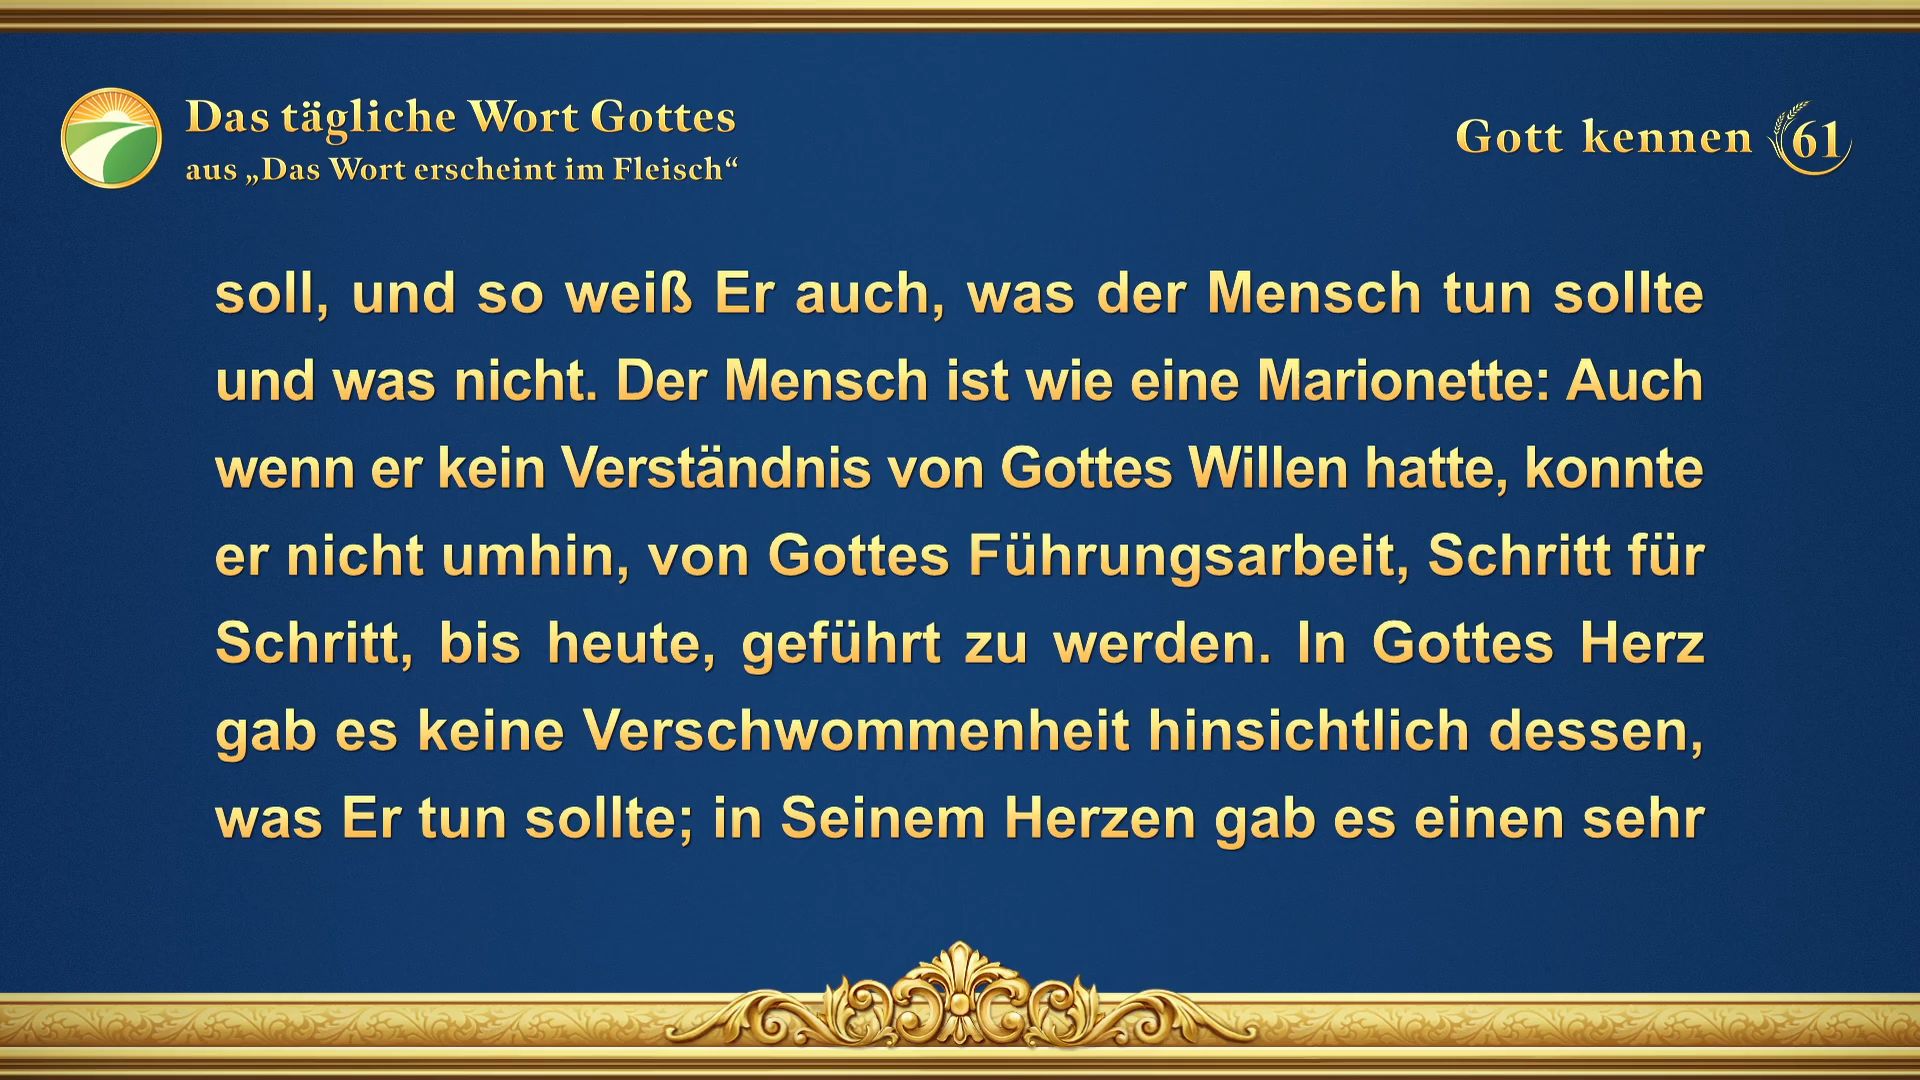 Das tägliche Wort Gottes
aus „Das Wort erscheint im Fleisch“
Gott kennen 61
soll, und so weiß Er auch, was der Mensch tun sollte
und was nicht. Der Mensch ist wie eine Marionette: Auch
wenn er kein Verständnis von Gottes Willen hatte, konnte
er nicht umhin, von Gottes Führungsarbeit, Schritt für
Schritt, bis heute, geführt zu werden. In Gottes Herz
gab es keine Verschwommenheit hinsichtlich dessen,
was Er tun sollte; in Seinem Herzen gab es einen sehr